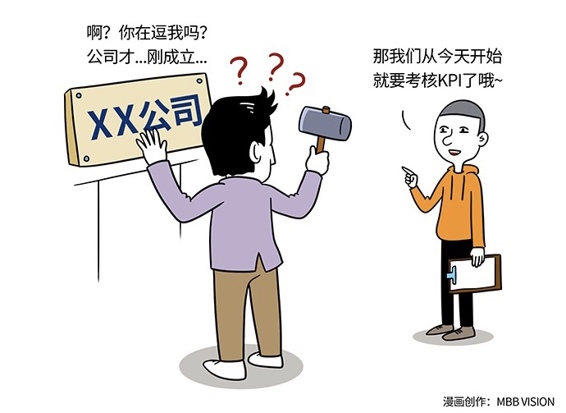 啊？你在逗我吗？
公司才...刚成立...
那我们从今天开始
就要考核KPI了哦~
? ? ?
XX公司
漫画创作：MBB VISION